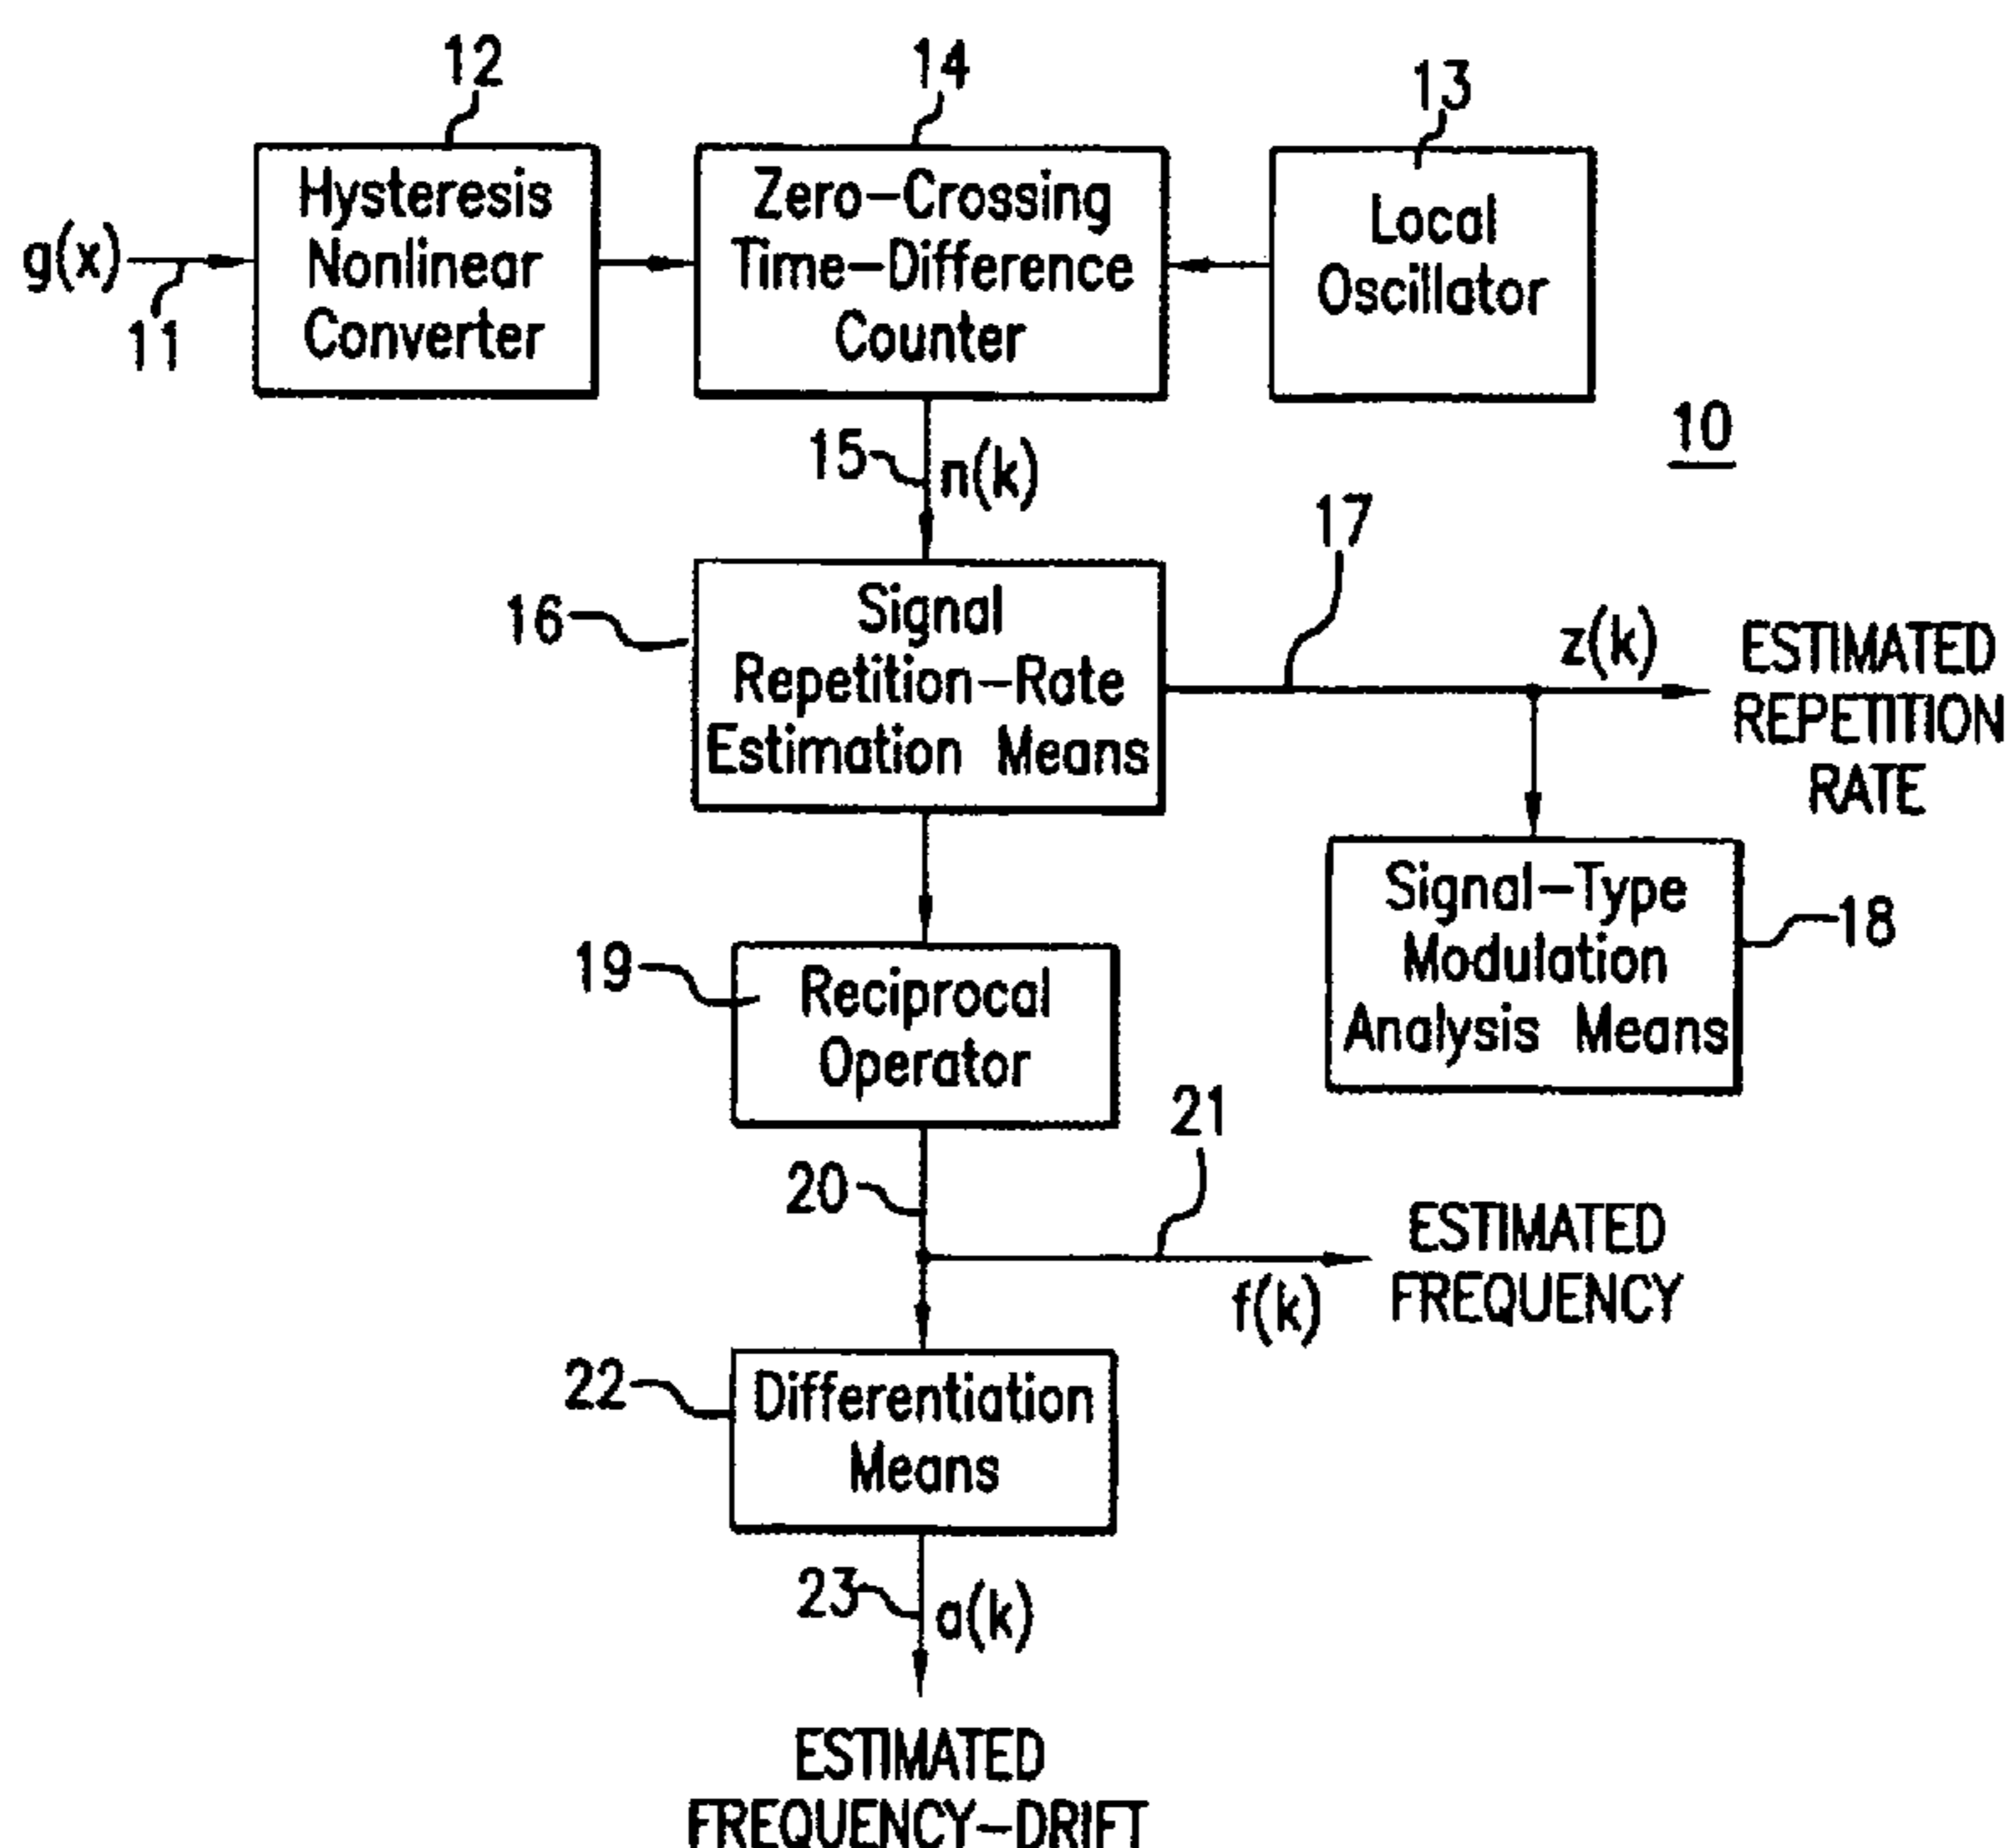 12
14
13
Hysteresis
Nonlinear
Converter
Zero-Crossing
Time-Difference
Counter
Local
Oscillator
g(x)
11
10
15
n(k)
17
16
Signal
Repetition-Rate
Estimation Means
z(k)
ESTIMATED
REPETITION
RATE
19
Reciprocal
Operator
Signal-Type
Modulation
Analysis Means
18
21
20
f(k)
ESTIMATED
FREQUENCY
22
Differentiation
Means
23
a(k)
ESTIMATED
FREQUENCY-DRIFT